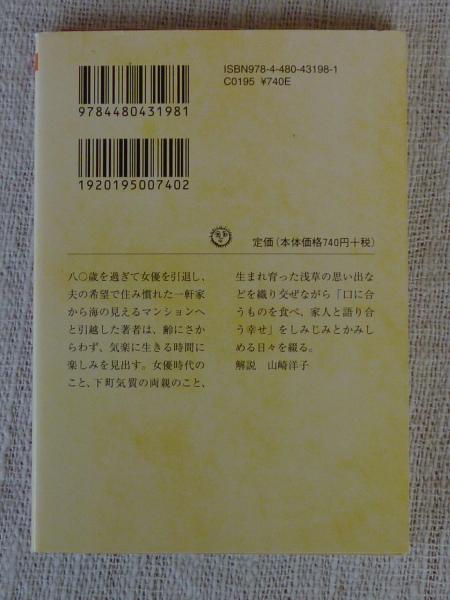 ISBN978-4-480-43198-1
C0195 ¥740E
9784480431981
1920195007402
定価(本体価格740円+税)
八〇歳を過ぎて女優を引退し、
夫の希望で住み慣れた一軒家
から海の見えるマンションへ
と引越した著者は、齢にさか
らわず、気楽に生きる時間に
楽しみを見出す。女優時代の
こと、下町気質の両親のこと、
生まれ育った浅草の思い出な
どを織り交ぜながら「口に合
うものを食べ、家人と語り合
う幸せ」をしみじみとかみし
める日々を綴る。
解説 山崎洋子